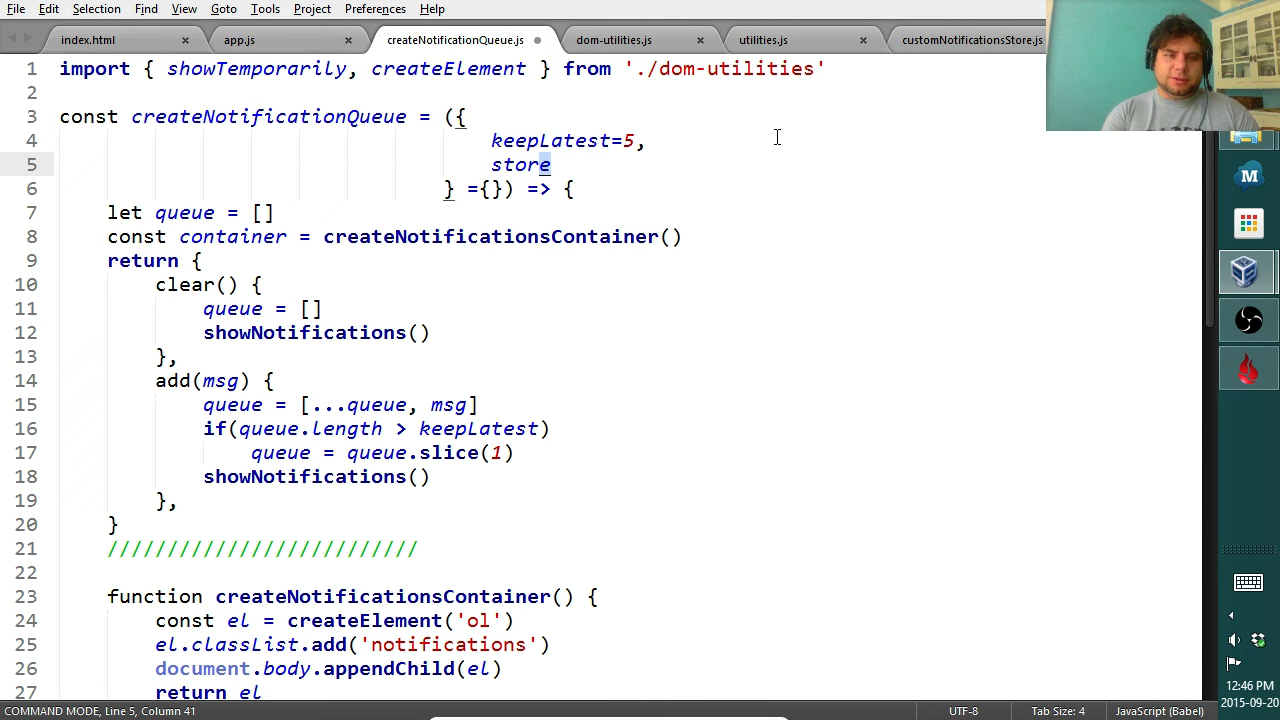 File Edit Selection Find View Goto Tools Project Preferences Help
index.html × app.js × createNotificationQueue.js dom-utilities.js × utilities.js × customNotificationsStore.js
1 import { showTemporarily, createElement } from './dom-utilities'
2
3 const createNotificationQueue = ({
4 keepLatest=5,
5 store
6 } ={}) => {
7 let queue = []
8 const container = createNotificationsContainer()
9 return {
10 clear() {
11 queue = []
12 showNotifications()
13 },
14 add(msg) {
15 queue = [...queue, msg]
16 if(queue.length > keepLatest)
17 queue = queue.slice(1)
18 showNotifications()
19 },
20 }
21 //////////////////////////
22
23 function createNotificationsContainer() {
24 const el = createElement('ol')
25 el.classList.add('notifications')
26 document.body.appendChild(el)
27 return el
COMMAND MODE, Line 5, Column 41 UTF-8 Tab Size: 4 JavaScript (Babel)
M
12:46 PM
2015-09-20